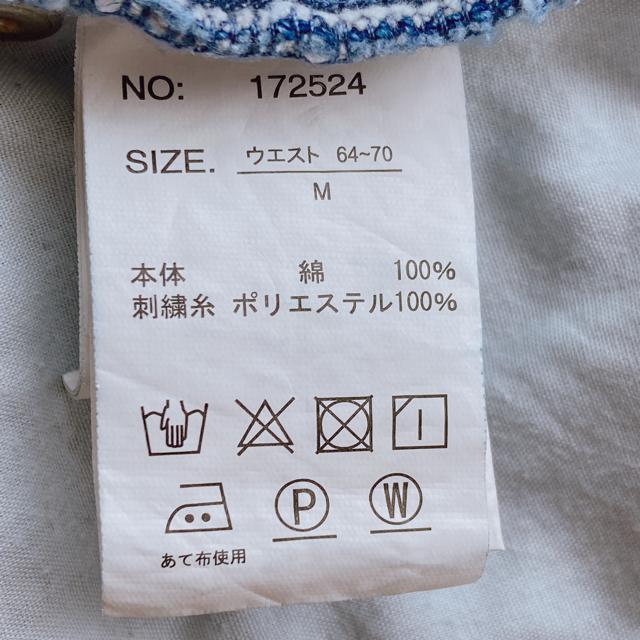 NO: 172524
SIZE. ウエスト 64~70
M
本体 綿 100%
刺繍糸 ポリエステル100%
P W
あて布使用